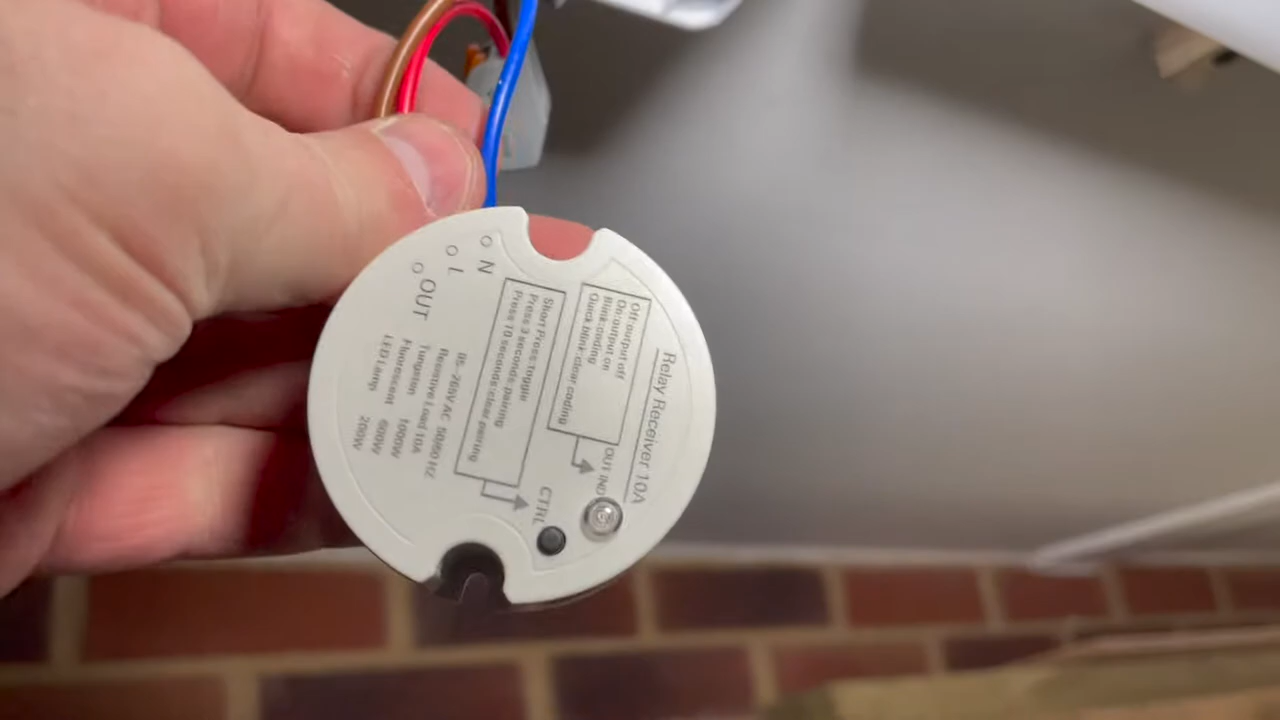 Relay Receiver 10A
OUT IND
Off:output off
On:output on
Blink:coding
Quick blink:clear coding
CTRL
Short Press:toggle
Press 3 seconds:pairing
Press 10 seconds:clear pairing
N
L
OUT
85-265V AC 50/60 HZ
Resistive Load 10A
Tungsten 1000W
Fluorescent 600W
LED Lamp 200W